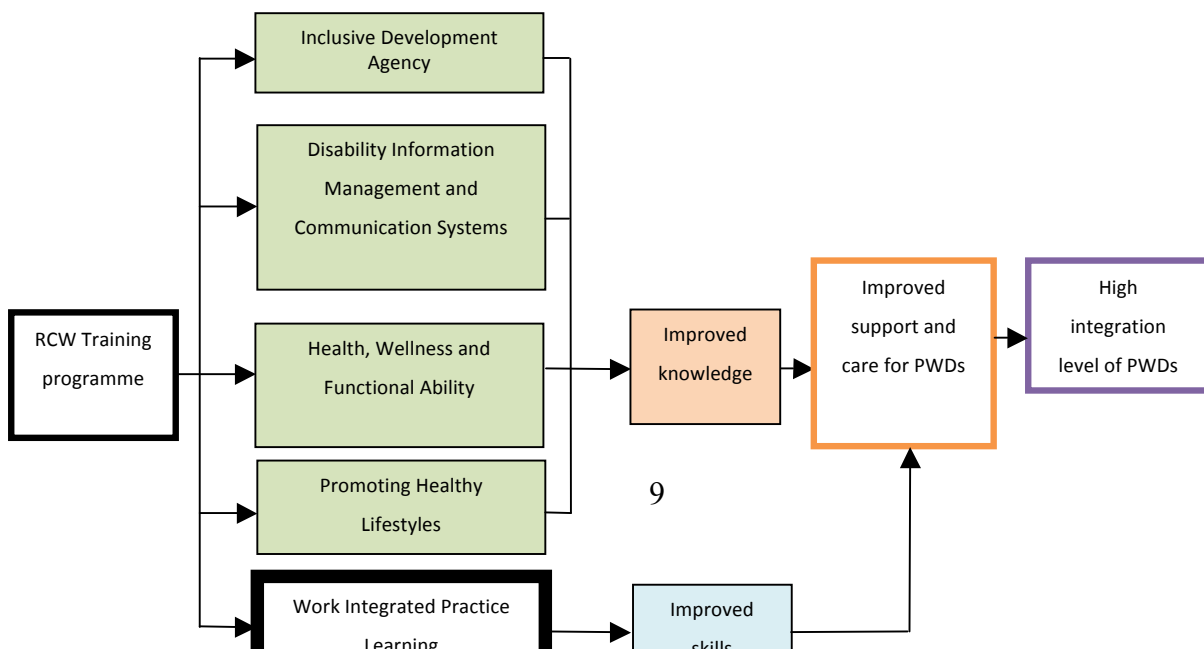 Inclusive Development
Agency
Disability Information
Management and
Communication Systems
RCW Training
programme
Health, Wellness and
Functional Ability
Promoting Healthy
Lifestyles
Work Integrated Practice
Learning
Improved
knowledge
Improved
skills
Improved
support and
care for PWDs
High
integration
level of PWDs
9